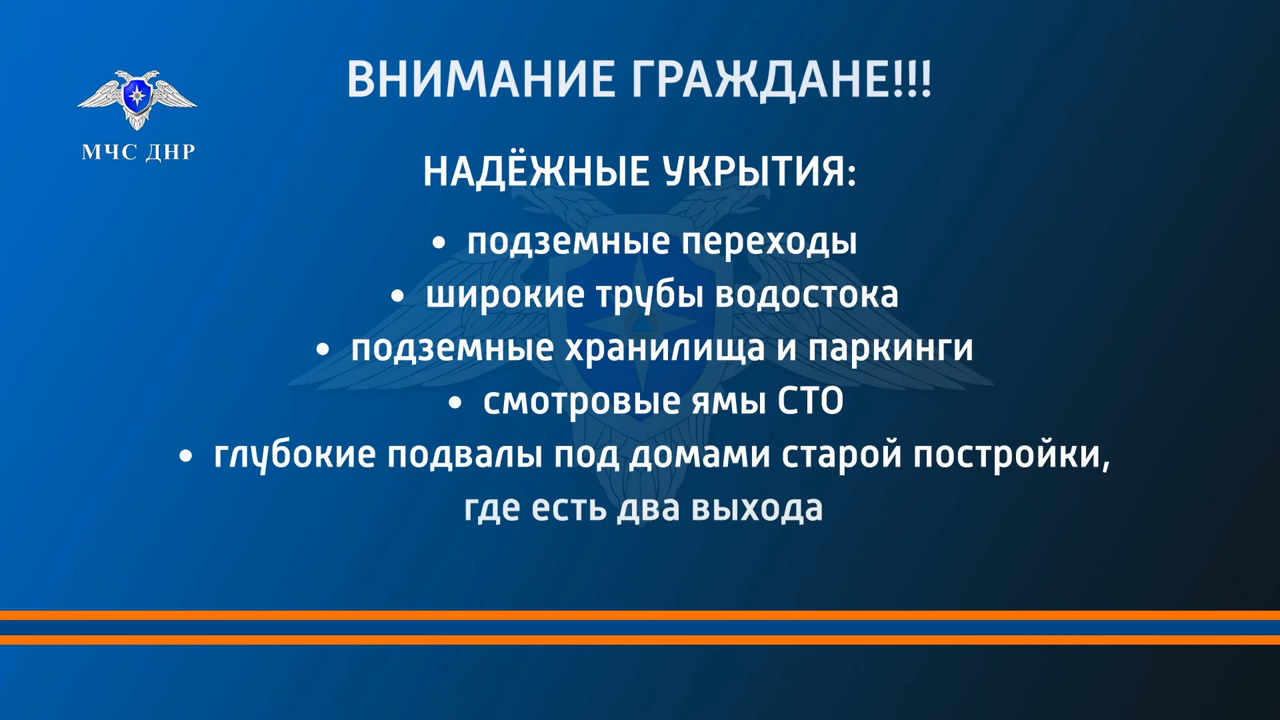 ВНИМАНИЕ ГРАЖДАНЕ!!!
МЧС ДНР
НАДЁЖНЫЕ УКРЫТИЯ:
• подземные переходы
• широкие трубы водостока
• подземные хранилища и паркинги
• смотровые ямы СТО
• глубокие подвалы под домами старой постройки,
где есть два выхода